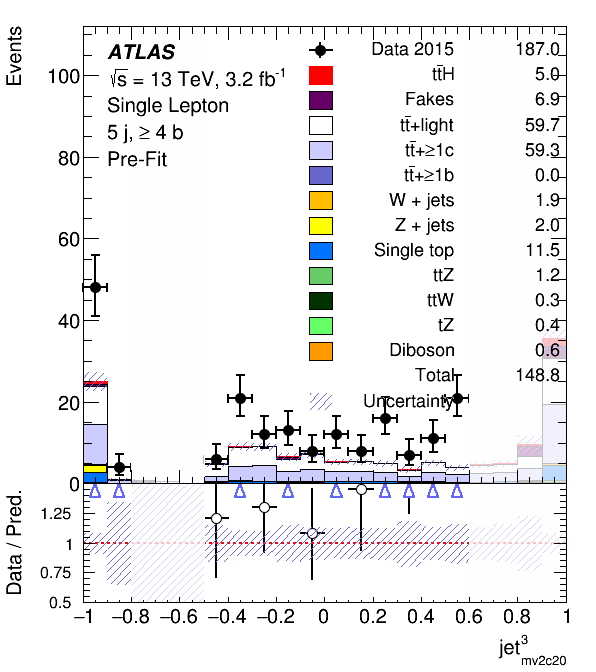 Events
ATLAS
√s = 13 TeV, 3.2 fb⁻¹
Single Lepton
5 j, ≥ 4 b
Pre-Fit
Data 2015 187.0
tt̄H 5.0
Fakes 6.9
tt̄+light 59.7
tt̄+≥1c 59.3
tt̄+≥1b 0.0
W + jets 1.9
Z + jets 2.0
Single top 11.5
ttZ 1.2
ttW 0.3
tZ 0.4
Diboson 0.6
Total 148.8
Uncertainty
100
80
60
40
20
0
Data / Pred.
1.25
1
0.75
0.5
−1 −0.8 −0.6 −0.4 −0.2 0 0.2 0.4 0.6 0.8 1
jet³mv2c20